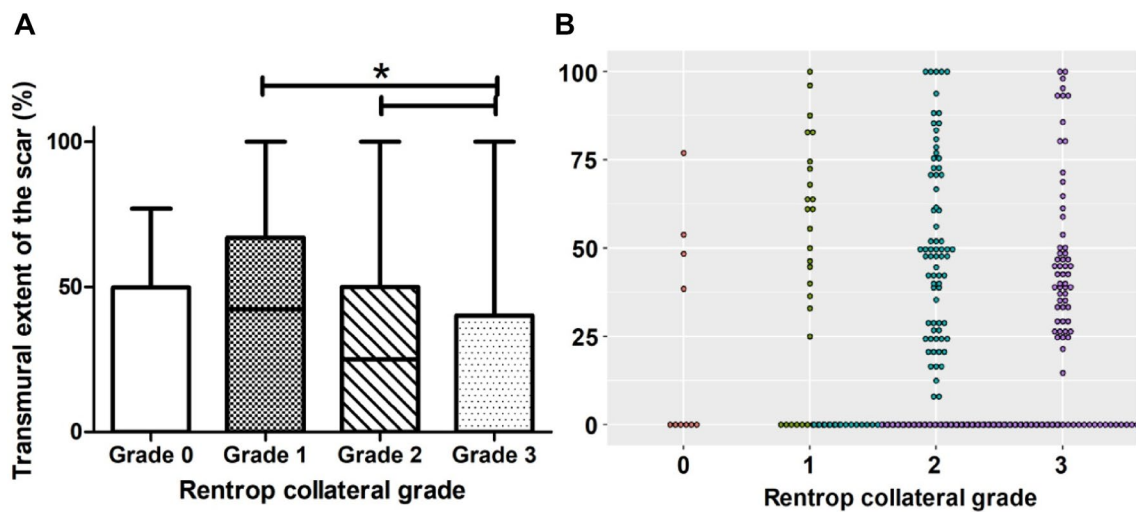 A
Transmural extent of the scar (%)
100
50
0
*
Grade 0 Grade 1 Grade 2 Grade 3
Rentrop collateral grade
B
100
75
50
25
0
0 1 2 3
Rentrop collateral grade